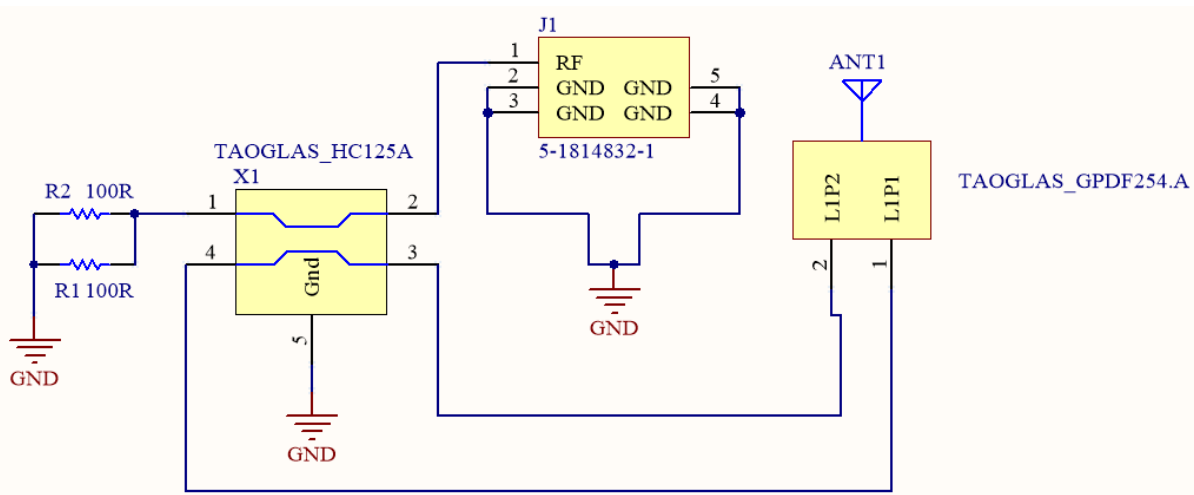 J1
1
RF
2
GND GND
5
3
GND GND
4
5-1814832-1
ANT1
TAOGLAS_GPDF254.A
L1P2
L1P1
2
1
TAOGLAS_HC125A
X1
R2 100R
1
2
4
3
Gnd
5
R1 100R
GND
GND
GND